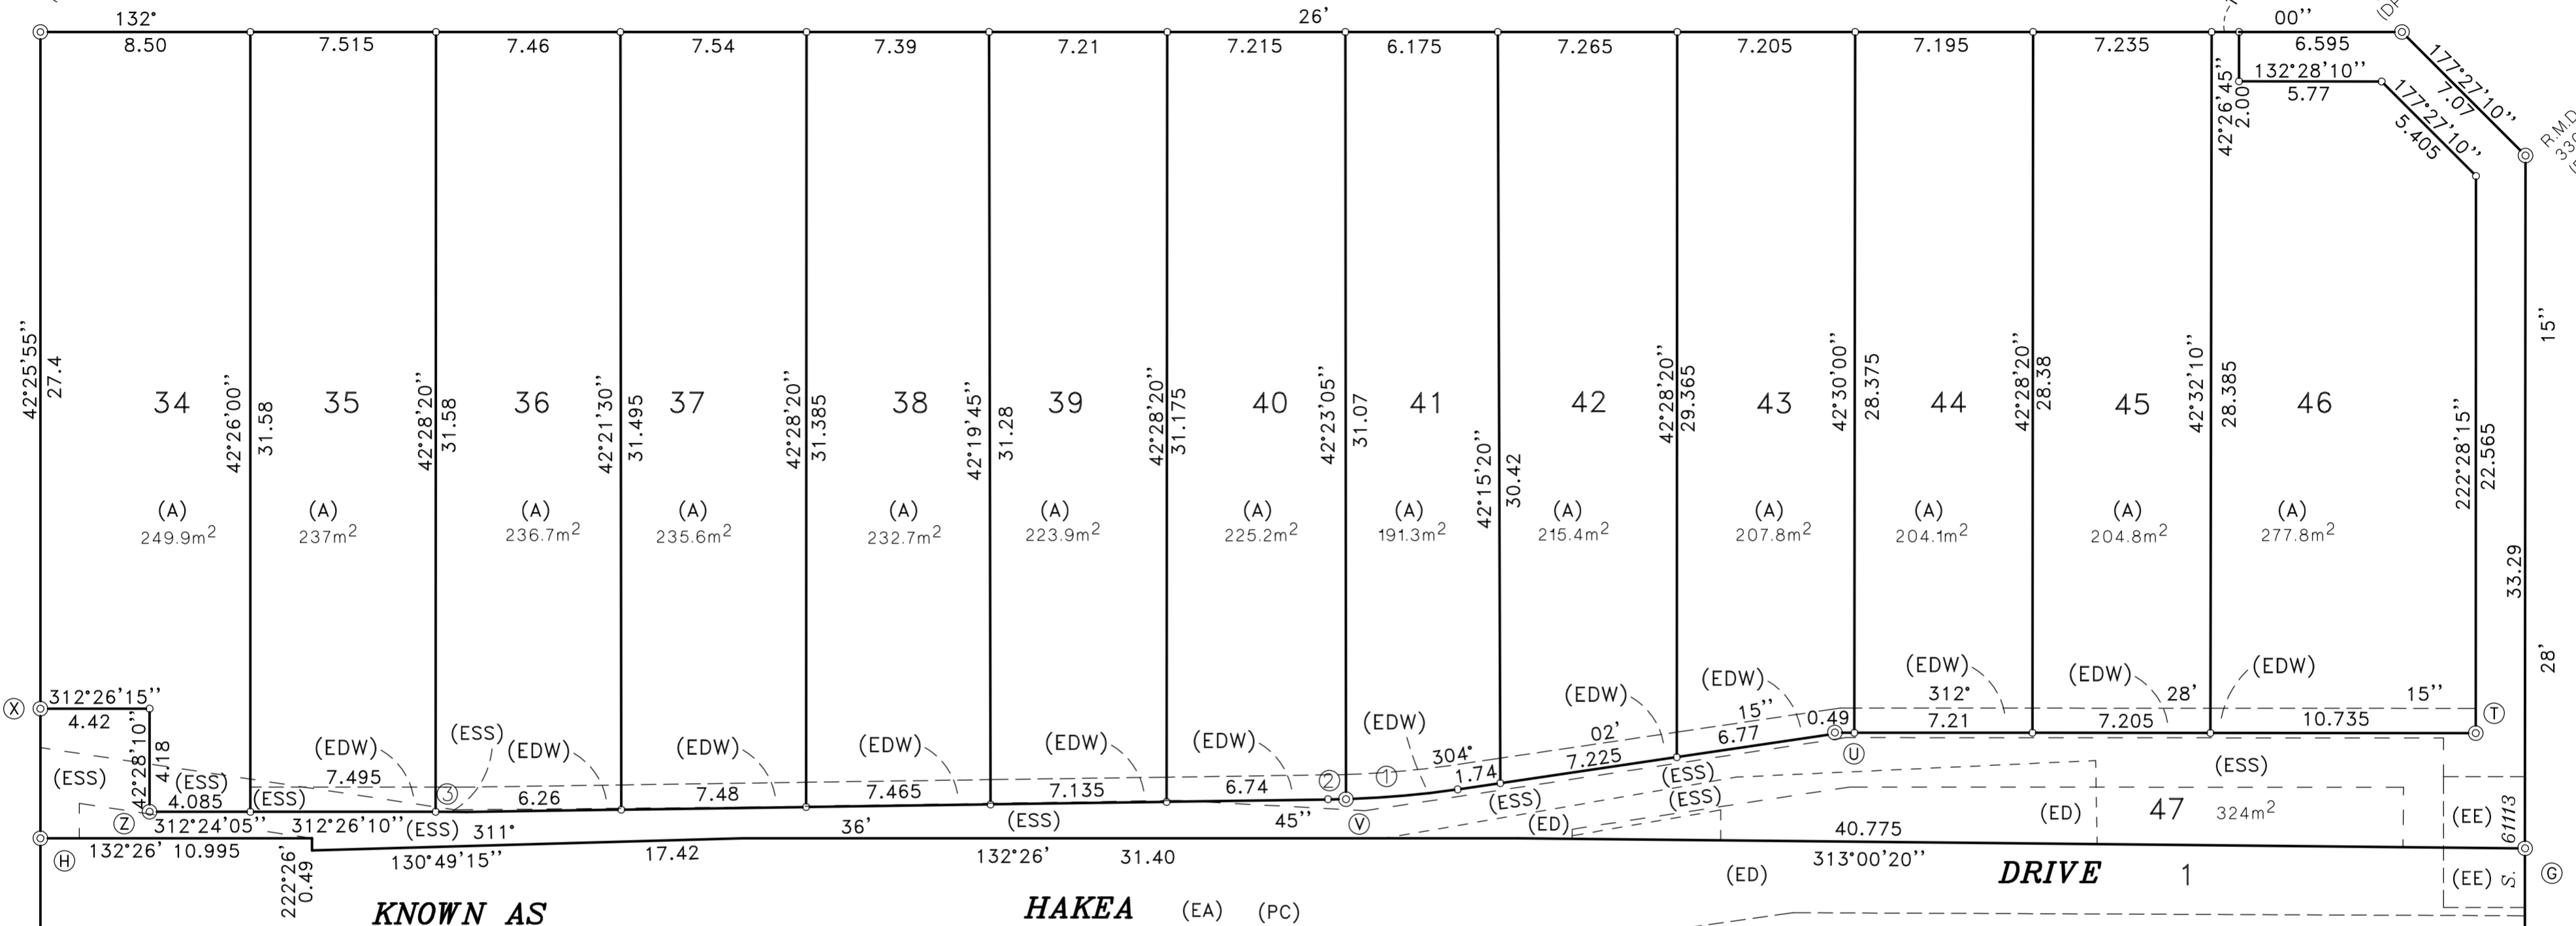 132° 26' 00''
8.50 7.515 7.46 7.54 7.39 7.21 7.215 6.175 7.265 7.205 7.195 7.235 6.595
177°27'10''
7.07
132°28'10''
5.77
42°26'45''
2.00
177°27'10''
5.405
R.M.D
42°25'55''
27.4
42°26'00''
31.58
42°28'20''
31.58
42°21'30''
31.495
42°28'20''
31.385
42°19'45''
31.28
42°28'20''
31.175
42°23'05''
31.07
42°15'20''
30.42
42°28'20''
29.365
42°30'00''
28.375
42°28'20''
28.38
42°32'10''
28.385
222°28'15''
22.565
15''
28'
33.29
34 35 36 37 38 39 40 41 42 43 44 45 46
(A) (A) (A) (A) (A) (A) (A) (A) (A) (A) (A) (A) (A)
249.9m² 237m² 236.7m² 235.6m² 232.7m² 223.9m² 225.2m² 191.3m² 215.4m² 207.8m² 204.1m² 204.8m² 277.8m²
(EDW) (EDW) (EDW) (EDW) (EDW)
312° 28' 15''
0.49 7.21 7.205 10.735
T
U
X
312°26'15''
4.42
42°28'10''
4.18
(EDW) (ESS) (EDW) (EDW) (EDW) (EDW) (EDW) (EDW)
304° 02' 15''
1.74 7.225 6.77
(ESS) (ESS) (ESS)
4.085 7.495 3 6.26 7.48 7.465 7.135 6.74 2 1
Z
V
312°24'05'' 312°26'10'' (ESS) 311° 36' (ESS) 45''
(ESS) (ESS) (ESS) (ESS)
(ED) (ED) 47 324m²
(EE)
H
132°26' 10.995
222°26'
0.49
130°49'15'' 17.42 132°26' 31.40
40.775
313°00'20''
(ED)
DRIVE 1
(EE)
S. 61113
G
KNOWN AS HAKEA (EA) (PC)